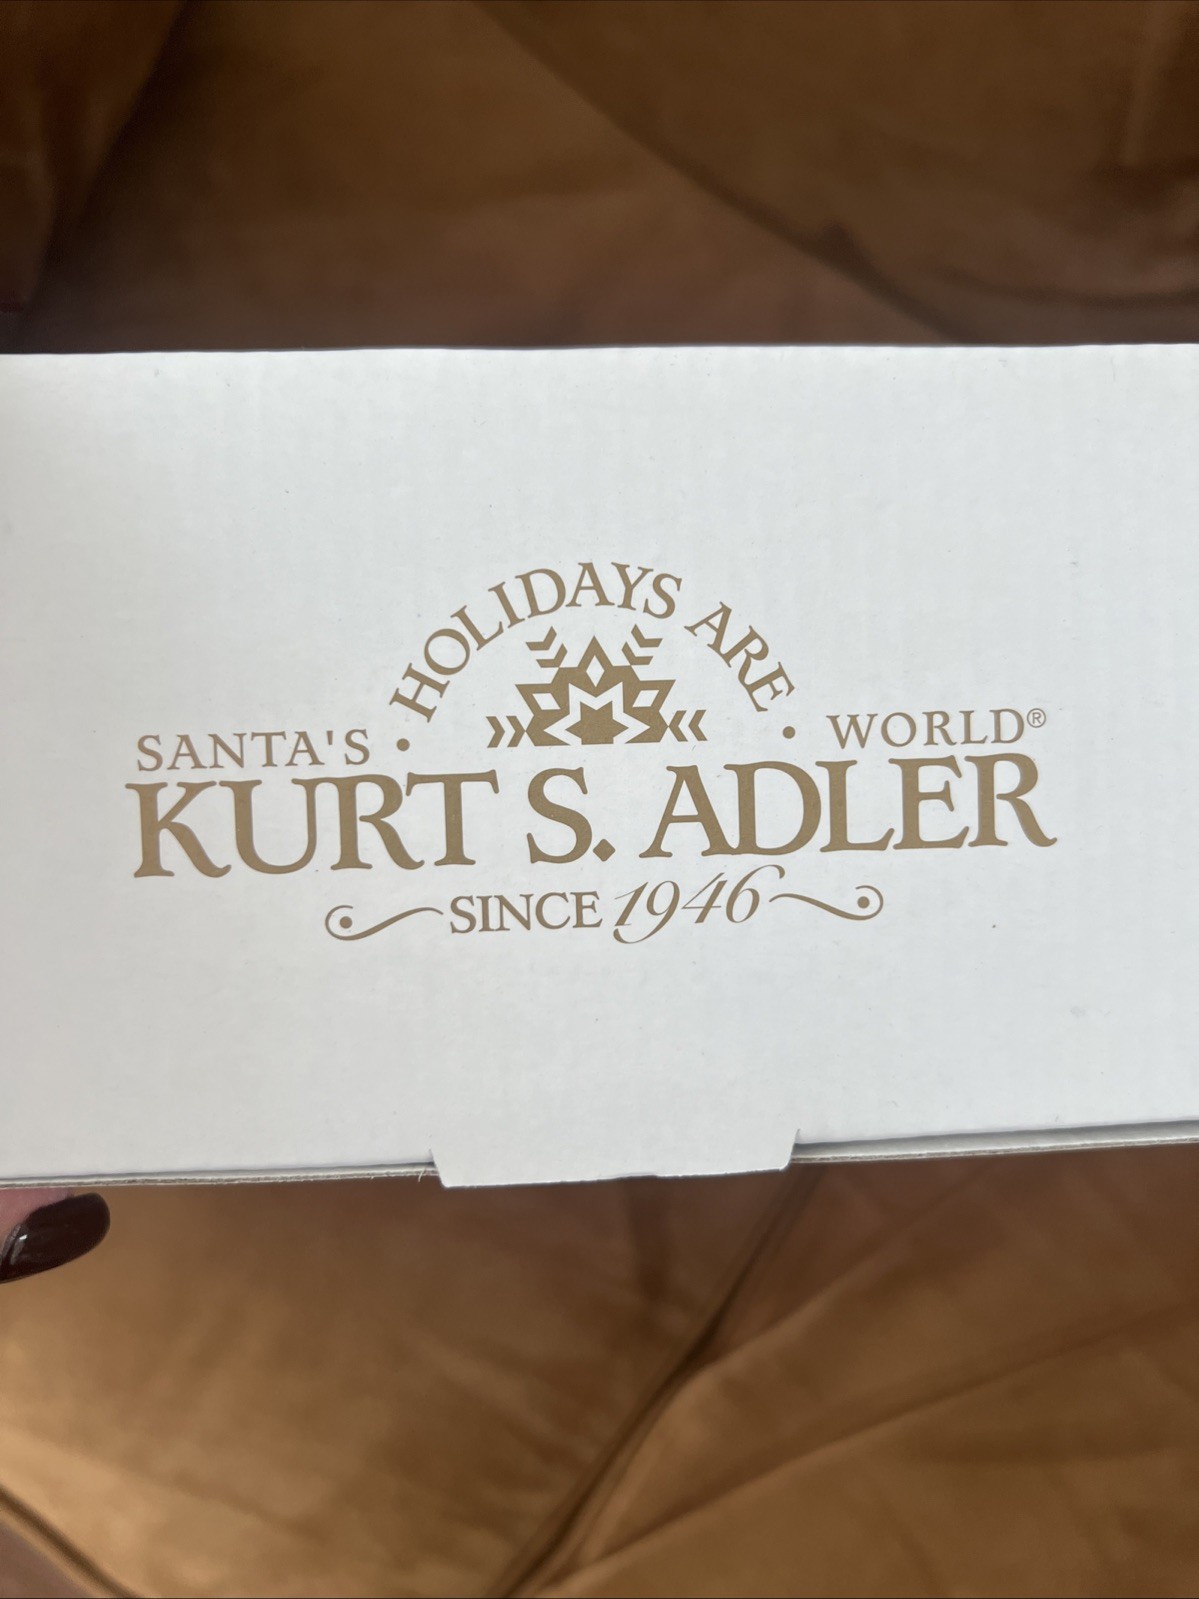 HOLIDAYS ARE
SANTA'S · · WORLD®
KURT S. ADLER
SINCE 1946